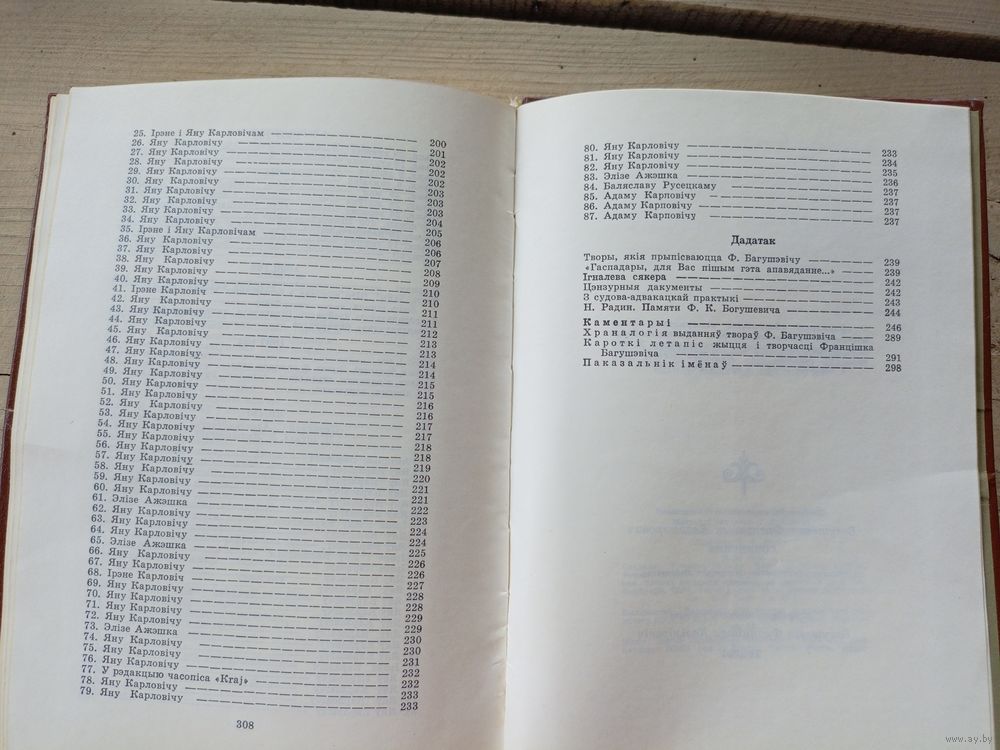 25. Ірэне і Яну Карловічам 200
26. Яну Карловічу 201
27. Яну Карловічу 202
28. Яну Карловічу 202
29. Яну Карловічу 202
30. Яну Карловічу 203
31. Яну Карловічу 203
32. Яну Карловічу 203
33. Яну Карловічу 204
34. Яну Карловічу 205
35. Ірэне і Яну Карловічам 206
36. Яну Карловічу 206
37. Яну Карловічу 207
38. Яну Карловічу 208
39. Яну Карловічу 209
40. Яну Карловічу 210
41. Ірэне Карловіч 210
42. Яну Карловічу 211
43. Яну Карловічу 211
44. Яну Карловічу 212
45. Яну Карловічу 213
46. Яну Карловічу 213
47. Яну Карловічу 214
48. Яну Карловічу 214
49. Яну Карловічу 215
50. Яну Карловічу 215
51. Яну Карловічу 216
52. Яну Карловічу 216
53. Яну Карловічу 217
54. Яну Карловічу 217
55. Яну Карловічу 218
56. Яну Карловічу 218
57. Яну Карловічу 219
58. Яну Карловічу 220
59. Яну Карловічу 221
60. Яну Карловічу 221
61. Элізе Ажэшка 222
62. Яну Карловічу 223
63. Яну Карловічу 224
64. Яну Карловічу 224
65. Элізе Ажэшка 225
66. Яну Карловічу 226
67. Яну Карловічу 226
68. Ірэне Карловіч 227
69. Яну Карловічу 228
70. Яну Карловічу 228
71. Яну Карловічу 229
72. Яну Карловічу 229
73. Элізе Ажэшка 230
74. Яну Карловічу 230
75. Яну Карловічу 231
76. Яну Карловічу 232
77. У рэдакцыю часопіса «Kraj» 232
78. Яну Карловічу 233
79. Яну Карловічу 233
308
80. Яну Карловічу 233
81. Яну Карловічу 234
82. Яну Карловічу 235
83. Элізе Ажэшка 236
84. Баляславу Русецкаму 237
85. Адаму Карповічу 237
86. Адаму Карповічу 237
87. Адаму Карповічу 237
Дадатак
Творы, якія прыпісваюцца Ф. Багушэвічу 239
«Гаспадары, для Вас пішым гэта апавяданне...» 239
Ігналева сякера 242
Цэнзурныя дакументы 242
З судова-адвакацкай практыкі 243
Н. Радин. Памяти Ф. К. Богушевича 244
Каментарыі 246
Храналогія выданняў твораў Ф. Багушэвіча 289
Кароткі летапіс жыцця і творчасці Францішка
Багушэвіча 291
Паказальнік імёнаў 298
www.ay.by